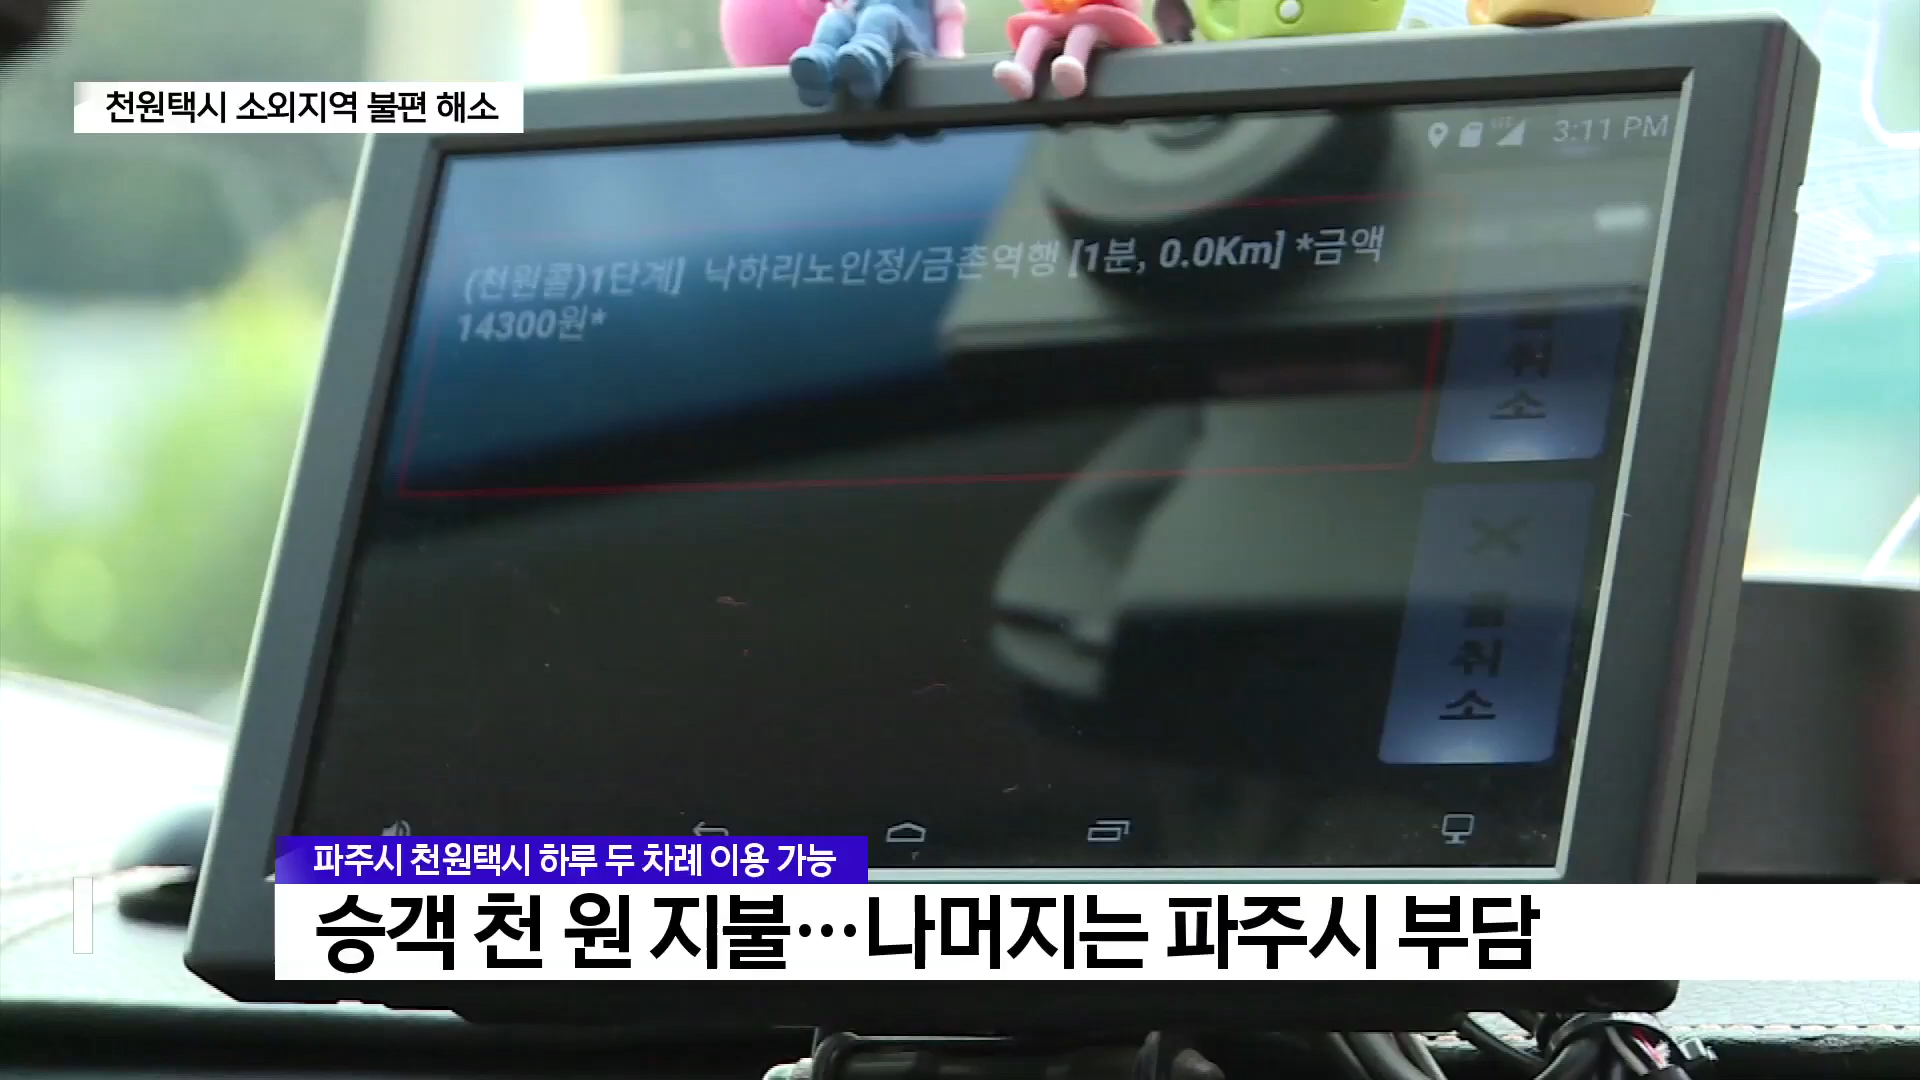 천원택시 소외지역 불편 해소
3:11 PM
(천원콜)1단계] 낙하리노인정/금촌역행 [1분, 0.0Km] *금액
14300원*
취소
콜취소
파주시 천원택시 하루 두 차례 이용 가능
승객 천 원 지불…나머지는 파주시 부담